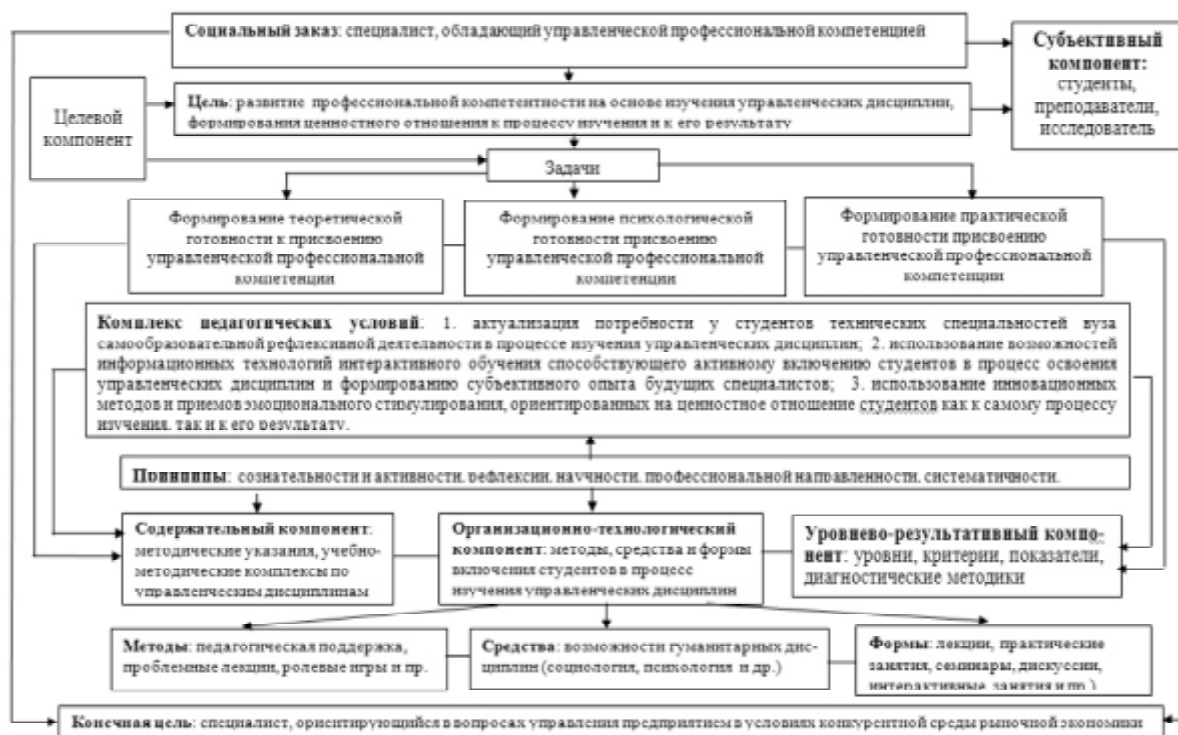 Социальный заказ: специалист, обладающий управленческой профессиональной компетенцией
Субъективный
компонент:
студенты,
преподаватели,
исследователь
Целевой
компонент
Цель: развитие профессиональной компетентности на основе изучения управленческих дисциплин,
формирования ценностного отношения к процессу изучения и к его результату
Задачи
Формирование теоретической
готовности к присвоению
управленческой профессиональной
компетенции
Формирование психологической
готовности присвоению
управленческой профессиональной
компетенции
Формирование практической
готовности присвоению
управленческой профессиональной
компетенции
Комплекс педагогических условий: 1. актуализация потребности у студентов технических специальностей вуза
самообразовательной рефлексивной деятельности в процессе изучения управленческих дисциплин; 2. использование возможностей
информационных технологий интерактивного обучения способствующего активному включению студентов в процесс освоения
управленческих дисциплин и формированию субъективного опыта будущих специалистов; 3. использование инновационных
методов и приемов эмоционального стимулирования, ориентированных на ценностное отношение студентов как к самому процессу
изучения, так и к его результату.
Принципы: сознательности и активности, рефлексии, научности, профессиональной направленности, систематичности.
Содержательный компонент:
методические указания, учебно-
методические комплексы по
управленческим дисциплинам
Организационно-технологический
компонент: методы, средства и формы
включения студентов в процесс
изучения управленческих дисциплин
Уровнево-результативный компо-
нент: уровни, критерии, показатели,
диагностические методики
Методы: педагогическая поддержка,
проблемные лекции, ролевые игры и пр.
Средства: возможности гуманитарных дис-
циплин (социология, психология и др.)
Формы: лекции, практические
занятия, семинары, дискуссии,
интерактивные занятия и пр.)
Конечная цель: специалист, ориентирующийся в вопросах управления предприятием в условиях конкурентной среды рыночной экономики